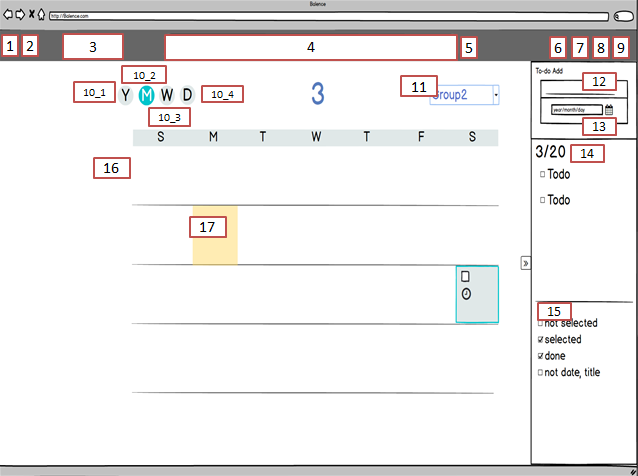 Balence
http://Balence.com
1 2 3 4 5 6 7 8 9
10_2
10_1 Y M W D 10_4
10_3
3
11 Group2
S M T W T F S
16
17
To-do Add
12
year/month/day
13
3/20 14
Todo
Todo
15
not selected
selected
done
not date, title